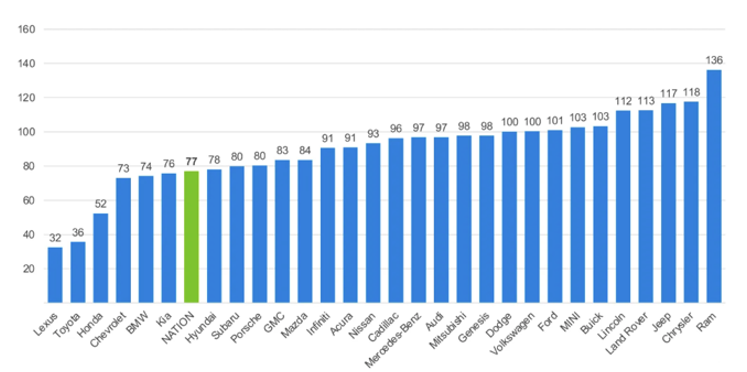 160
140
120
100
80
60
40
20
32 36 52 73 74 76 77 78 80 80 83 84 91 91 93 96 97 97 98 98 100 100 101 103 103 112 113 117 118 136
Lexus
Toyota
Honda
Chevrolet
BMW
Kia
NATION
Hyundai
Subaru
Porsche
GMC
Mazda
Infiniti
Acura
Nissan
Cadillac
Mercedes-Benz
Audi
Mitsubishi
Genesis
Dodge
Volkswagen
Ford
MINI
Buick
Lincoln
Land Rover
Jeep
Chrysler
Ram